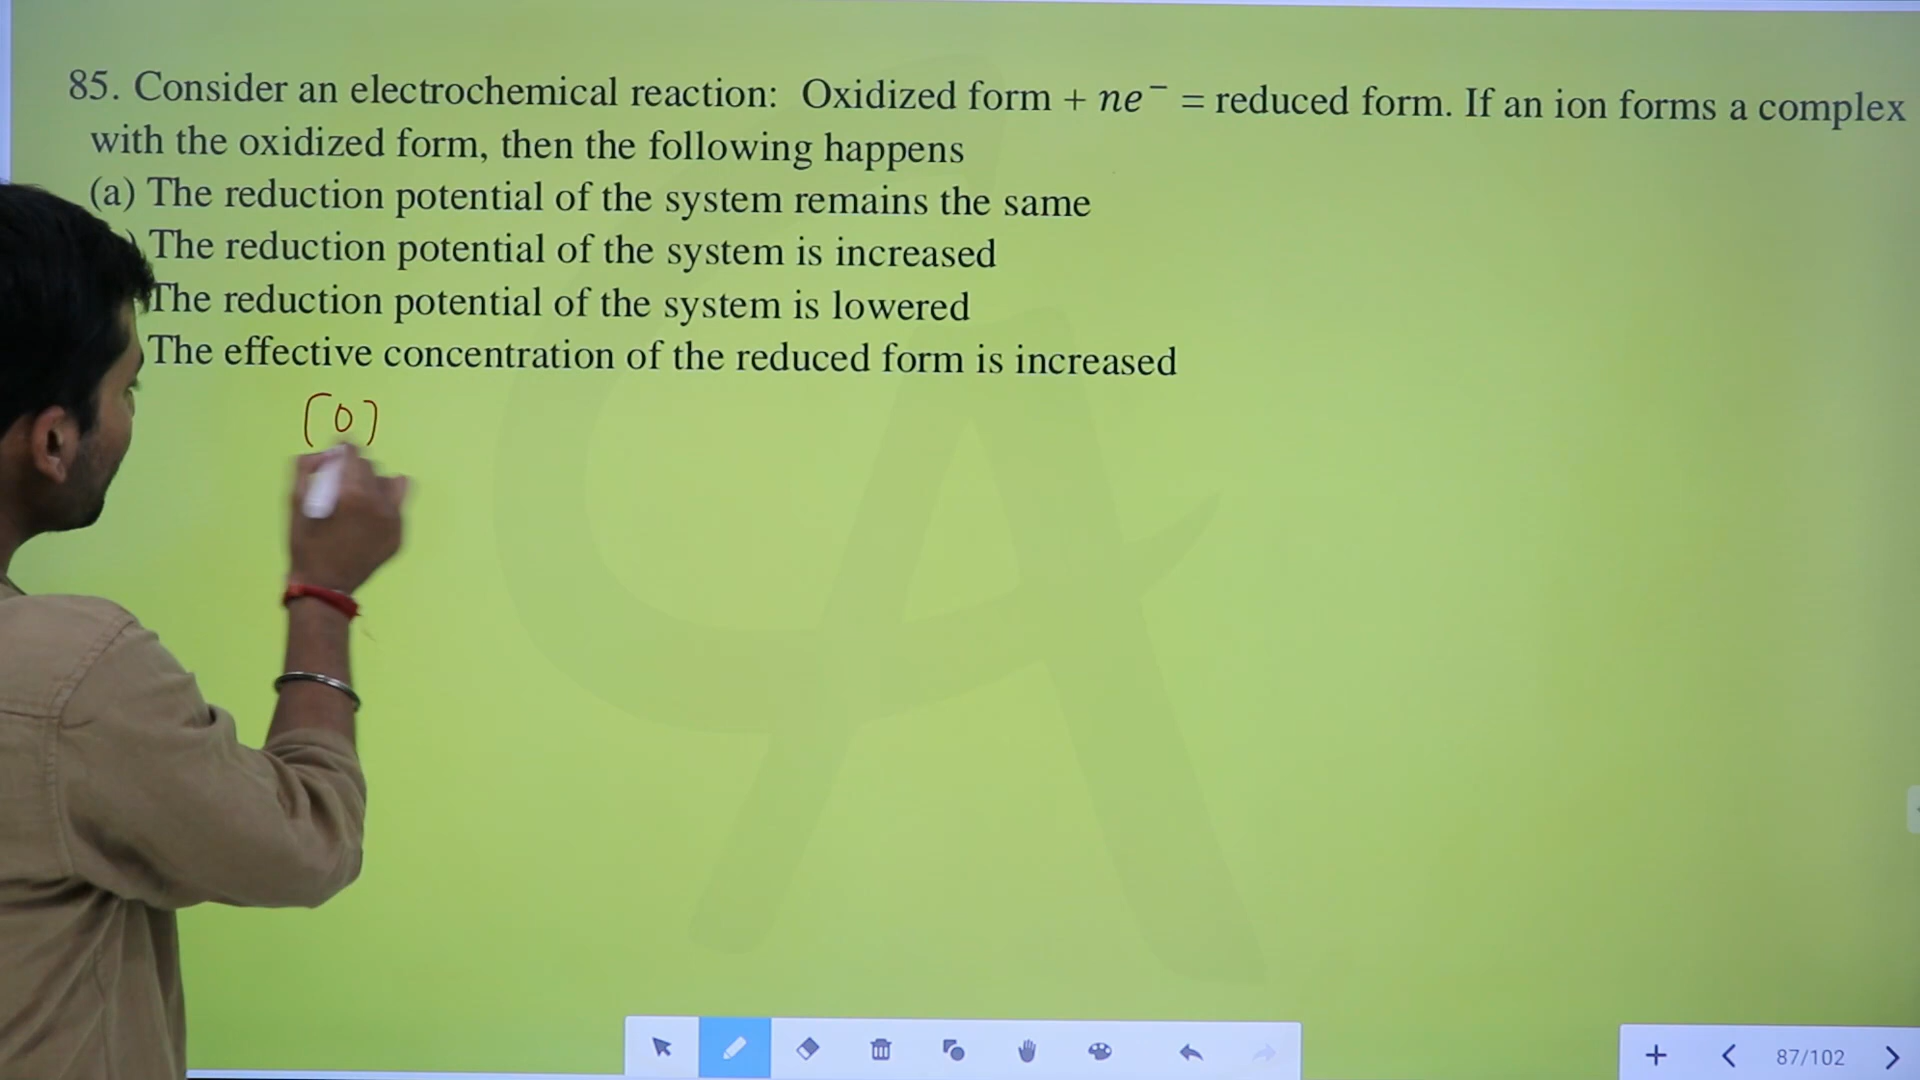 85. Consider an electrochemical reaction: Oxidized form + ne⁻ = reduced form. If an ion forms a complex
with the oxidized form, then the following happens
(a) The reduction potential of the system remains the same
) The reduction potential of the system is increased
The reduction potential of the system is lowered
The effective concentration of the reduced form is increased
[0]
87/102